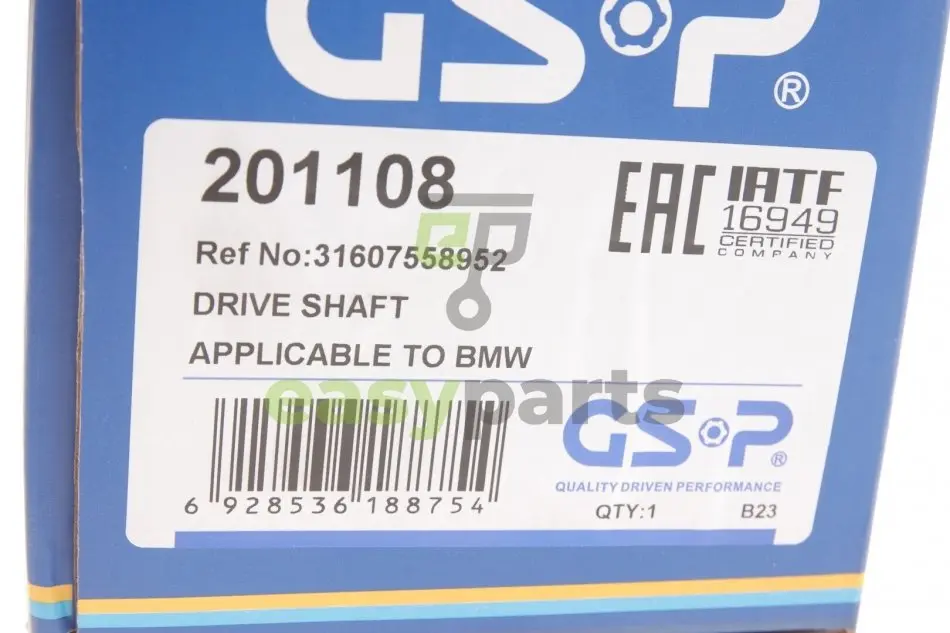 GSP®
201108
Ref No:31607558952
DRIVE SHAFT
APPLICABLE TO BMW
EAC
IATF
16949
CERTIFIED
COMPANY
easyparts
6 928536 188754
GSP®
QUALITY DRIVEN PERFORMANCE
QTY:1
B23